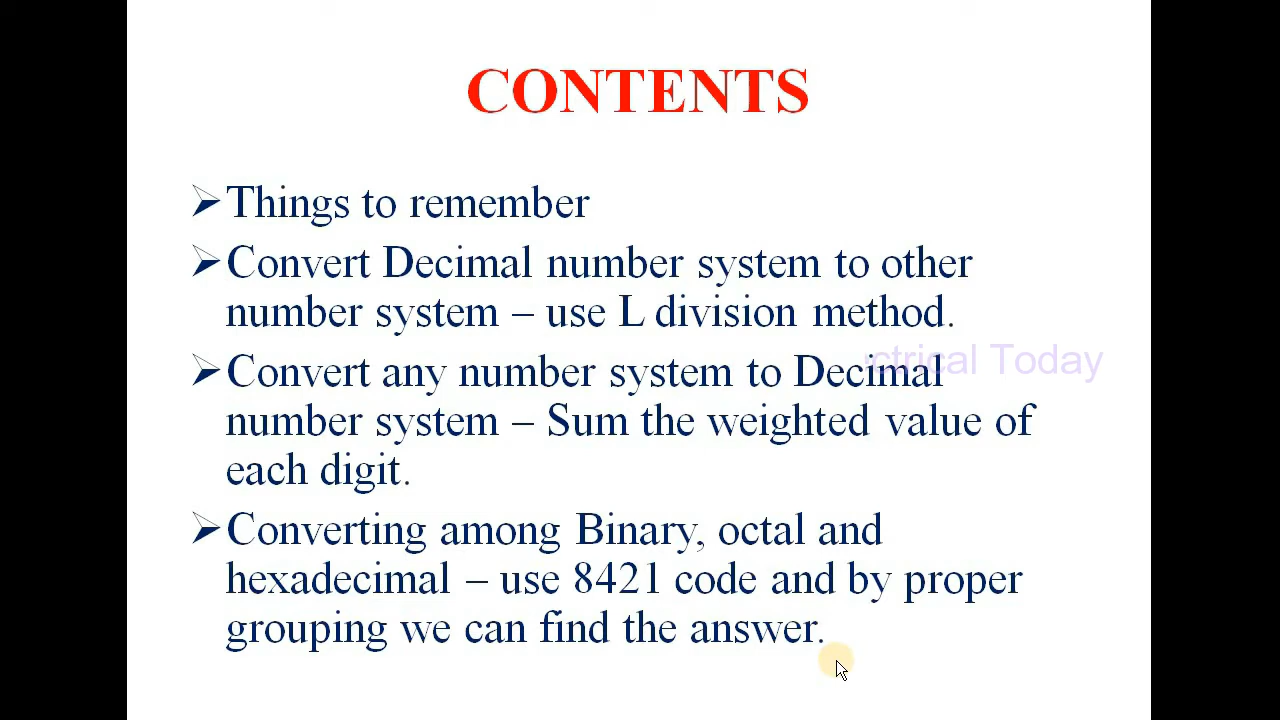 CONTENTS
Things to remember
Convert Decimal number system to other
number system – use L division method.
Today
Convert any number system to Decimal
number system – Sum the weighted value of
each digit.
Converting among Binary, octal and
hexadecimal – use 8421 code and by proper
grouping we can find the answer.